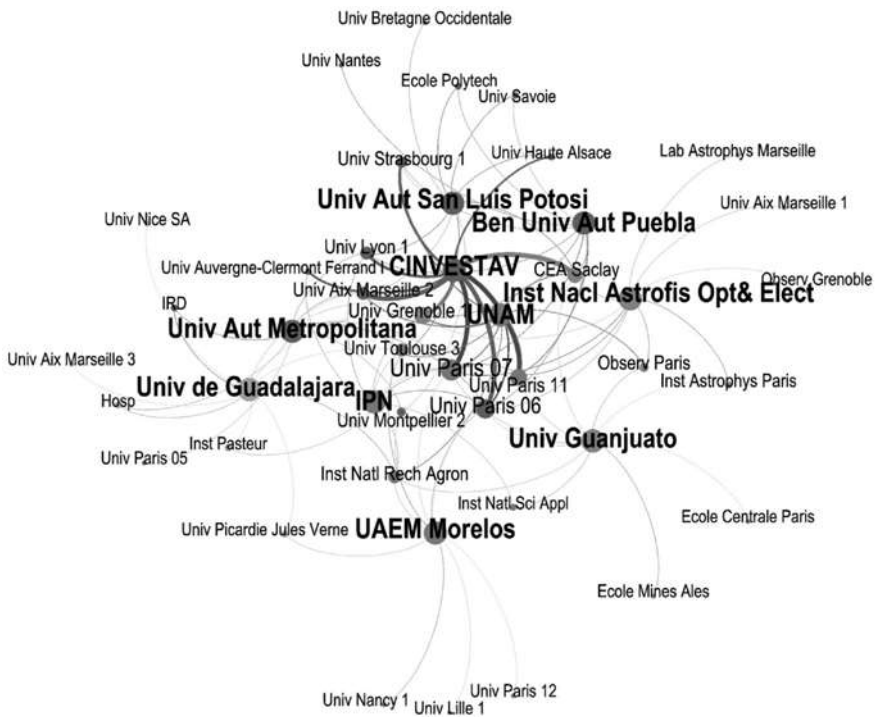 Univ Bretagne Occidentale
Univ Nantes
Ecole Polytech
Univ Savoie
Univ Strasbourg 1
Univ Haute Alsace
Lab Astrophys Marseille
Univ Aut San Luis Potosi
Univ Aix Marseille 1
Univ Nice SA
Ben Univ Aut Puebla
Univ Lyon 1
CINVESTAV
CEA Saclay
Univ Auvergne-Clermont Ferrand I
Observ Grenoble
Univ Aix Marseille 2
Inst Nacl Astrofis Opt& Elect
IRD
Univ Grenoble 1
UNAM
Univ Aut Metropolitana
Univ Toulouse 3
Univ Aix Marseille 3
Univ Paris 07
Observ Paris
Univ de Guadalajara
Univ Paris 11
Inst Astrophys Paris
Hosp
IPN
Univ Paris 06
Univ Montpellier 2
Inst Pasteur
Univ Guanjuato
Univ Paris 05
Inst Natl Rech Agron
Inst Natl Sci Appl
Ecole Centrale Paris
Univ Picardie Jules Verne
UAEM Morelos
Ecole Mines Ales
Univ Paris 12
Univ Nancy 1
Univ Lille 1